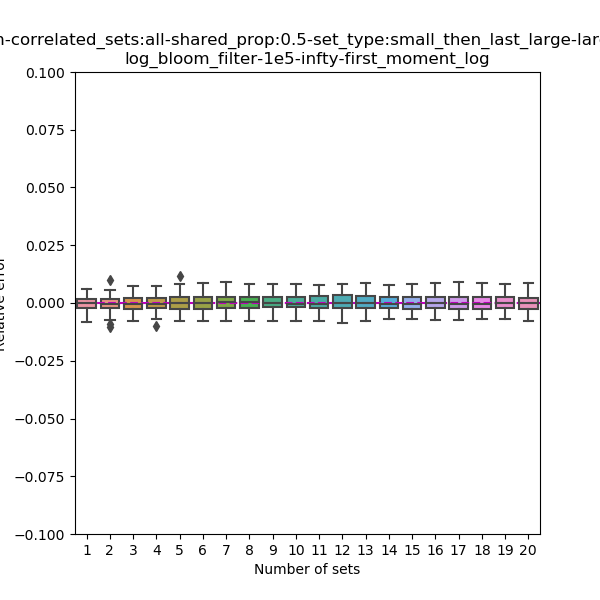 -correlated_sets:all-shared_prop:0.5-set_type:small_then_last_large-lar
log_bloom_filter-1e5-infty-first_moment_log
0.100
0.075
0.050
0.025
0.000
−0.025
−0.050
−0.075
−0.100
Relative error
1 2 3 4 5 6 7 8 9 10 11 12 13 14 15 16 17 18 19 20
Number of sets